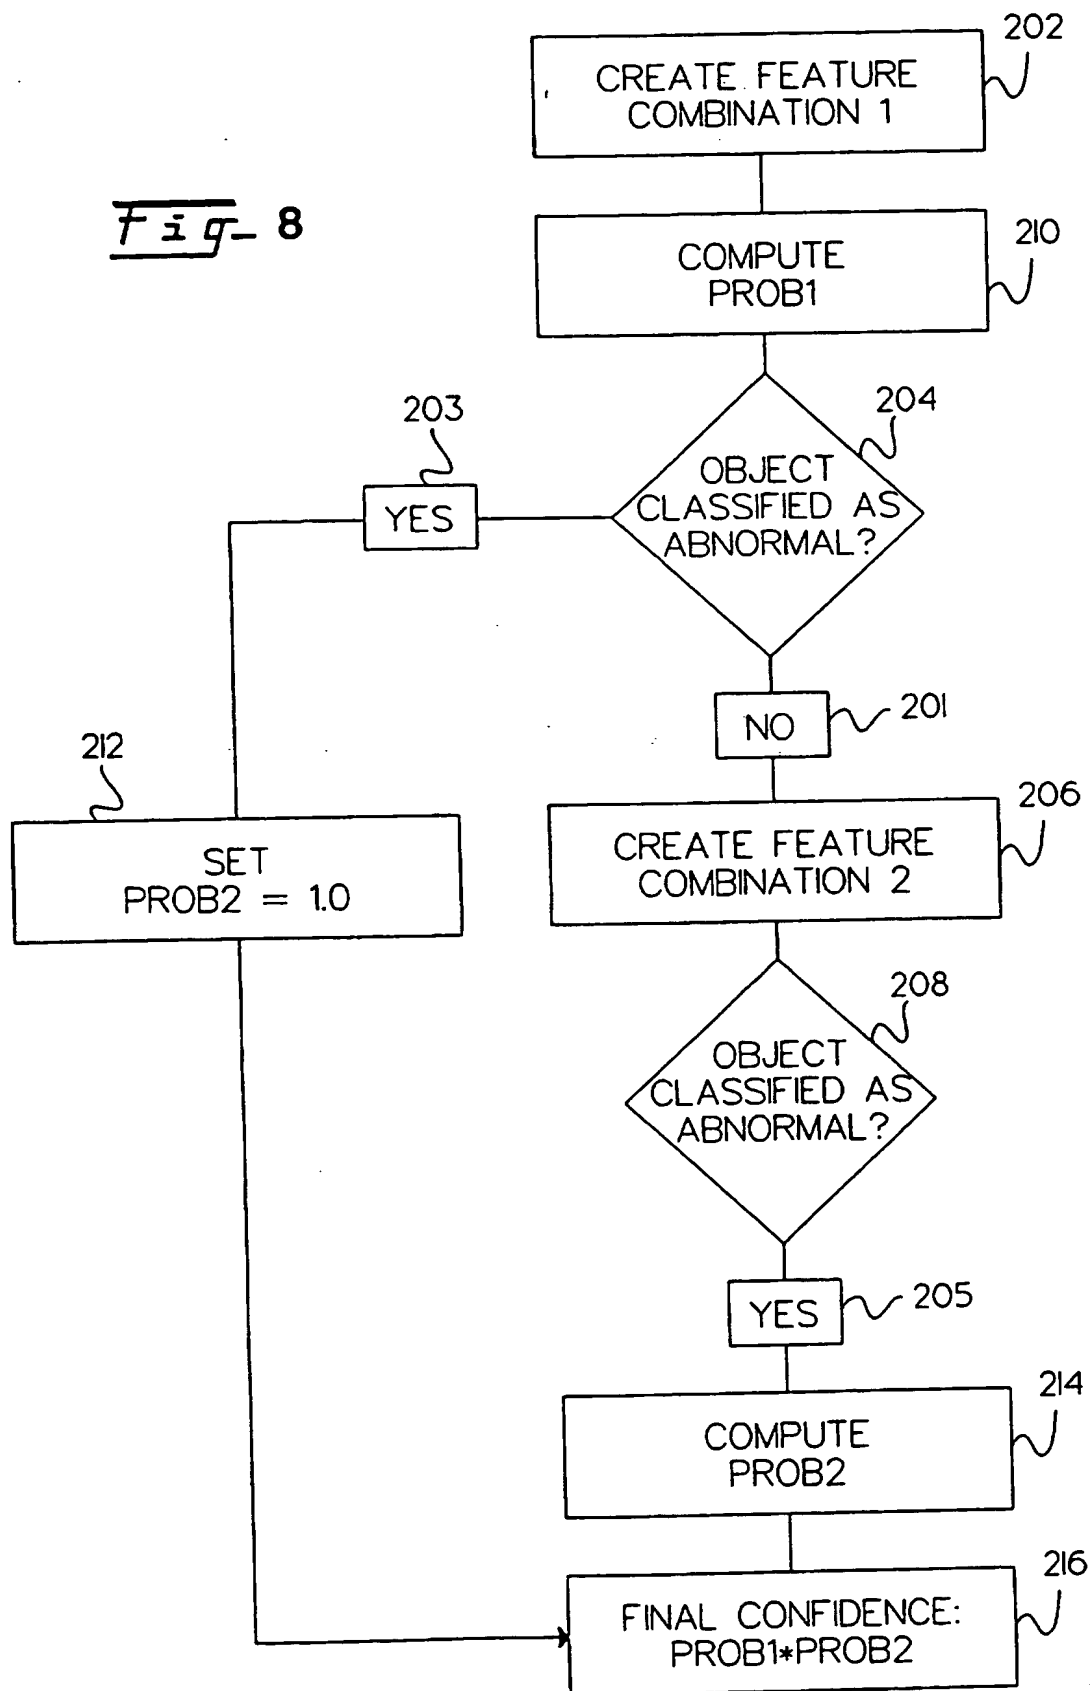 202
CREATE FEATURE
COMBINATION 1
Fig_ 8
210
COMPUTE
PROB1
203
204
YES
OBJECT
CLASSIFIED AS
ABNORMAL?
NO
201
212
SET
PROB2 = 1.0
206
CREATE FEATURE
COMBINATION 2
208
OBJECT
CLASSIFIED AS
ABNORMAL?
YES
205
214
COMPUTE
PROB2
216
FINAL CONFIDENCE:
PROB1*PROB2